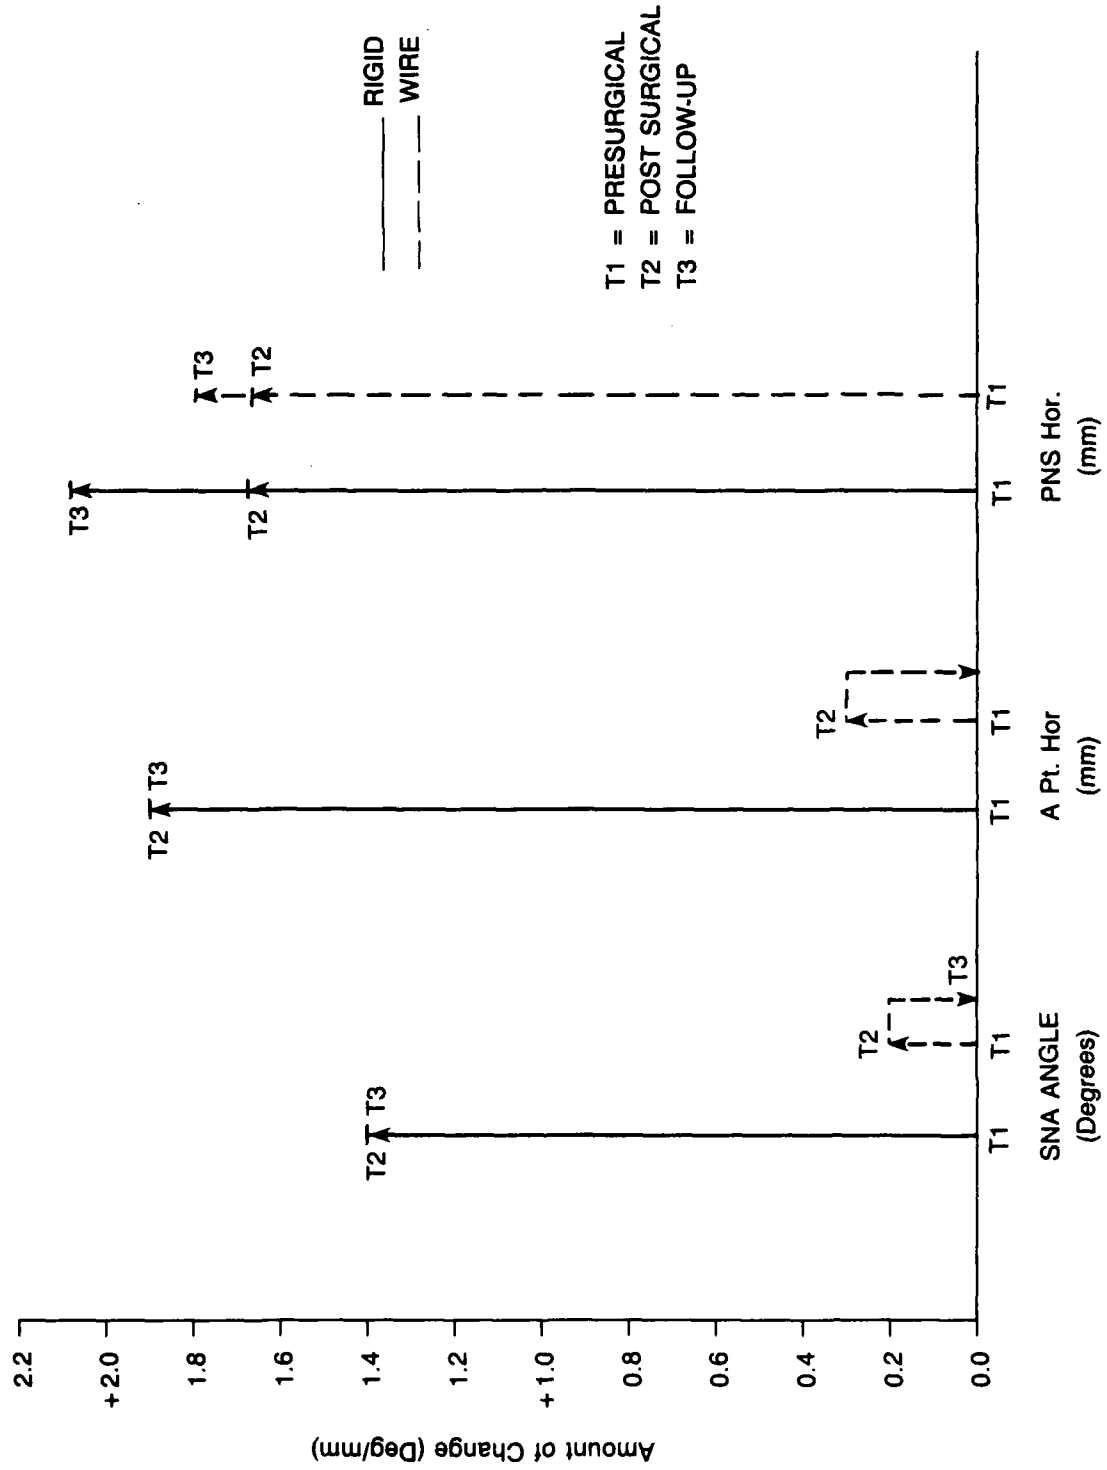 Amount of Change (Deg/mm)
2.2
+ 2.0
1.8
1.6
1.4
1.2
+ 1.0
0.8
0.6
0.4
0.2
0.0
RIGID
WIRE
T1 = PRESURGICAL
T2 = POST SURGICAL
T3 = FOLLOW-UP
T2 T3
T1
T2
T3
T1
SNA ANGLE
(Degrees)
T2 T3
T1
T2
T1
A Pt. Hor
(mm)
T3
T2
T1
T3
T2
T1
PNS Hor.
(mm)